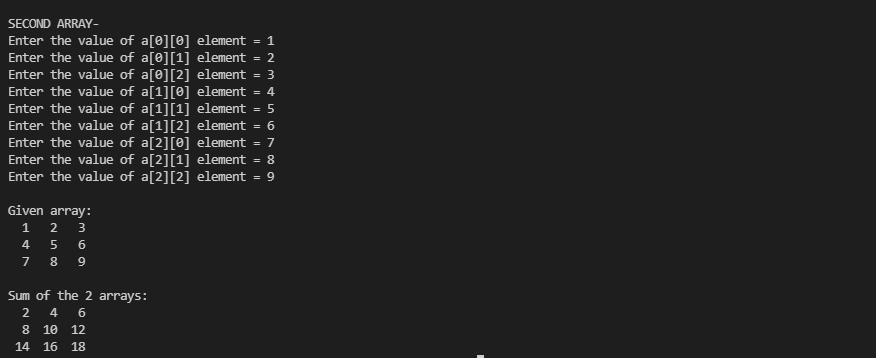 SECOND ARRAY-
Enter the value of a[0][0] element = 1
Enter the value of a[0][1] element = 2
Enter the value of a[0][2] element = 3
Enter the value of a[1][0] element = 4
Enter the value of a[1][1] element = 5
Enter the value of a[1][2] element = 6
Enter the value of a[2][0] element = 7
Enter the value of a[2][1] element = 8
Enter the value of a[2][2] element = 9

Given array:
  1   2   3
  4   5   6
  7   8   9

Sum of the 2 arrays:
  2   4   6
  8  10  12
 14  16  18